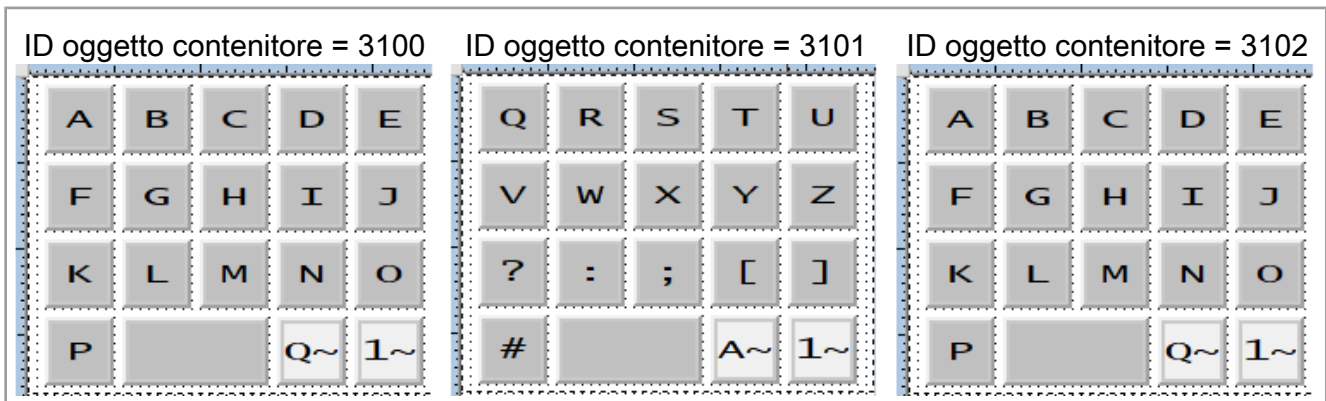 ID oggetto contenitore = 3100
A B C D E
F G H I J
K L M N O
P Q~ 1~
ID oggetto contenitore = 3101
Q R S T U
V W X Y Z
? : ; [ ]
# A~ 1~
ID oggetto contenitore = 3102
A B C D E
F G H I J
K L M N O
P Q~ 1~